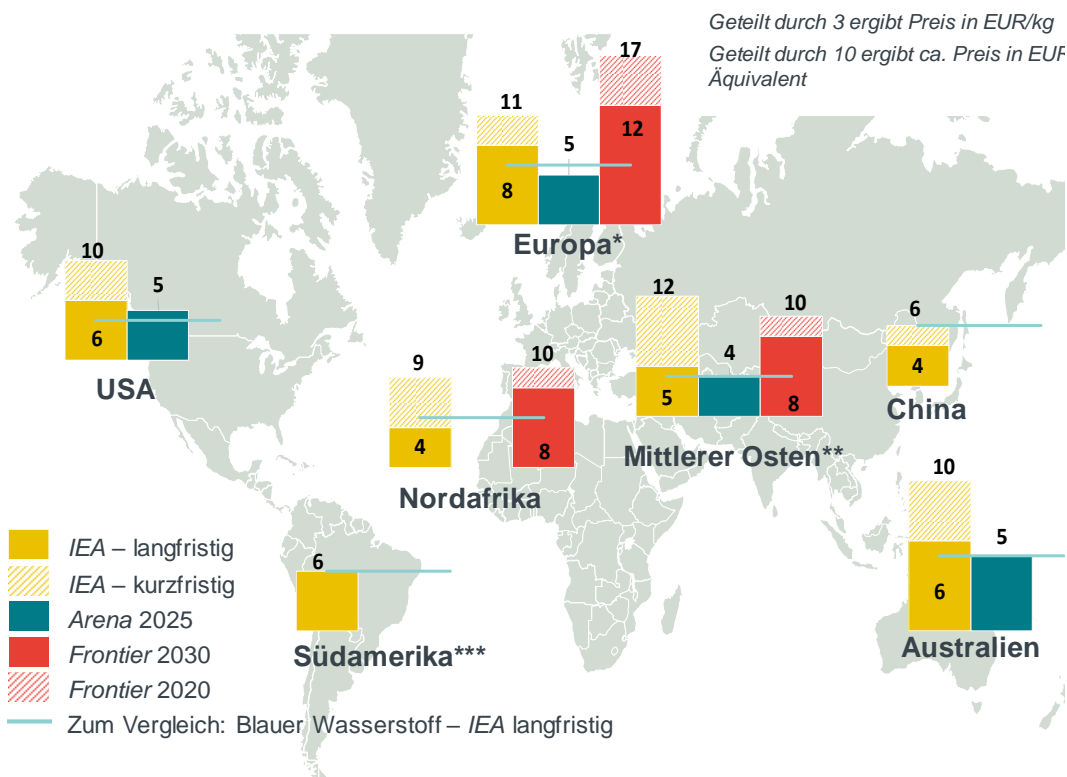 Geteilt durch 3 ergibt Preis in EUR/kg
Geteilt durch 10 ergibt ca. Preis in EUR
Äquivalent
17
11
5
12
8
Europa*
10
5
6
USA
12
10
4
5
8
Mittlerer Osten**
6
4
China
9
10
4
8
Nordafrika
10
5
6
Australien
6
Südamerika***
IEA – langfristig
IEA – kurzfristig
Arena 2025
Frontier 2030
Frontier 2020
Zum Vergleich: Blauer Wasserstoff – IEA langfristig